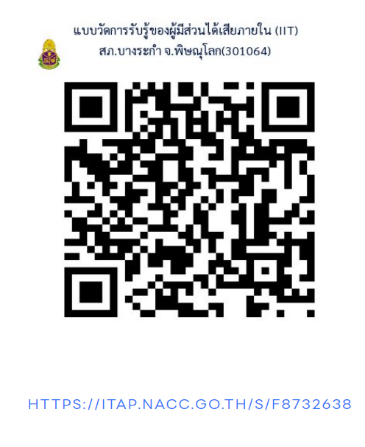 แบบวัดการรับรู้ของผู้มีส่วนได้เสียภายใน (IIT)
สภ.บางระกำ จ.พิษณุโลก(301064)
HTTPS://ITAP.NACC.GO.TH/S/F8732638